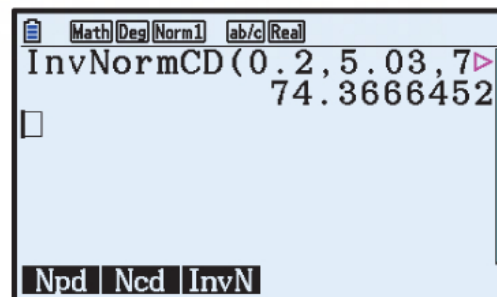 Math Deg Norm1 ab/c Real
InvNormCD(0.2,5.03,7
74.3666452
Npd Ncd InvN